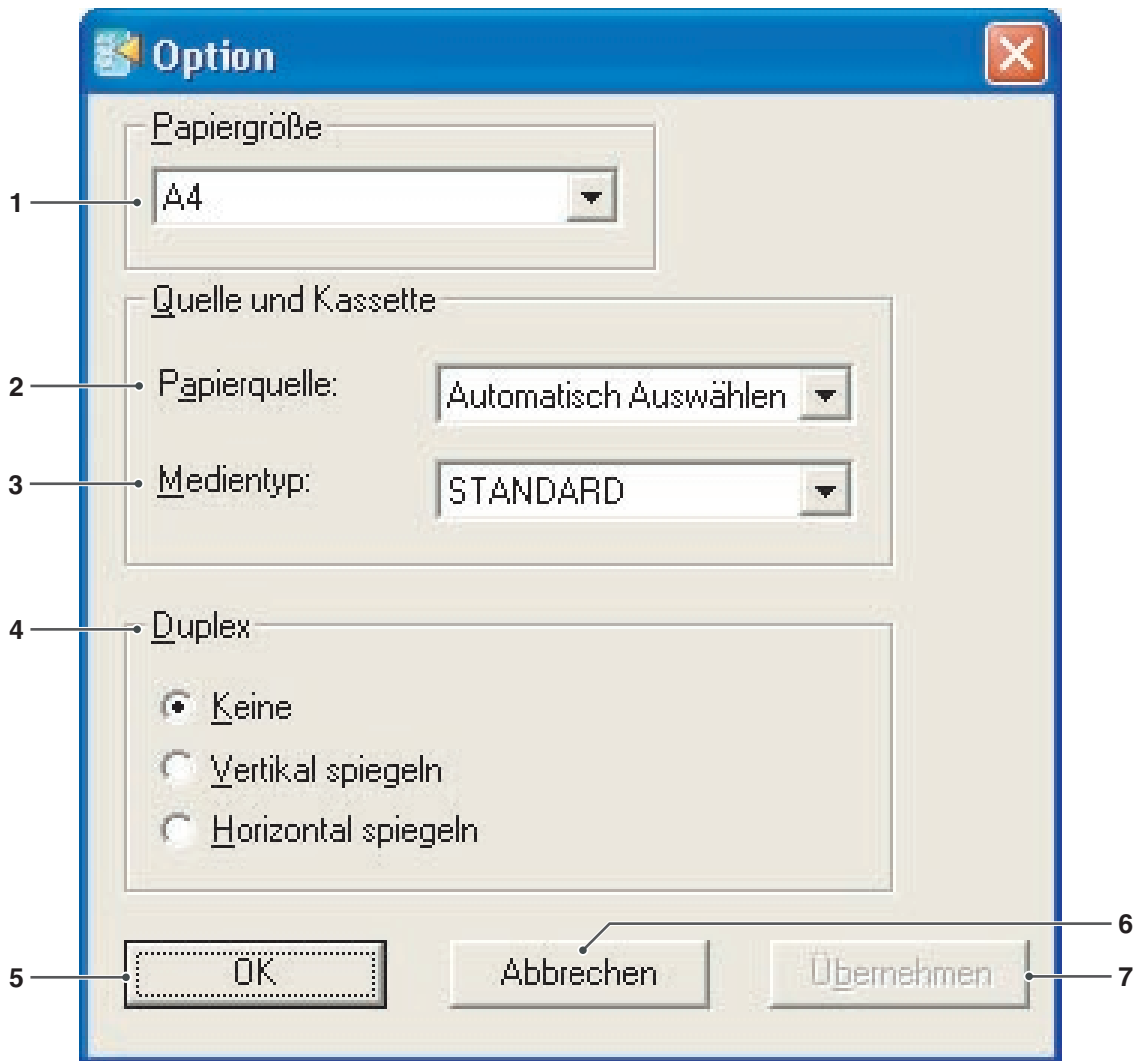 Option
Papiergröße
1 A4
Quelle und Kassette
2 Papierquelle: Automatisch Auswählen
3 Medientyp: STANDARD
4 Duplex
Keine
Vertikal spiegeln
Horizontal spiegeln
6
5 OK Abbrechen Übernehmen 7